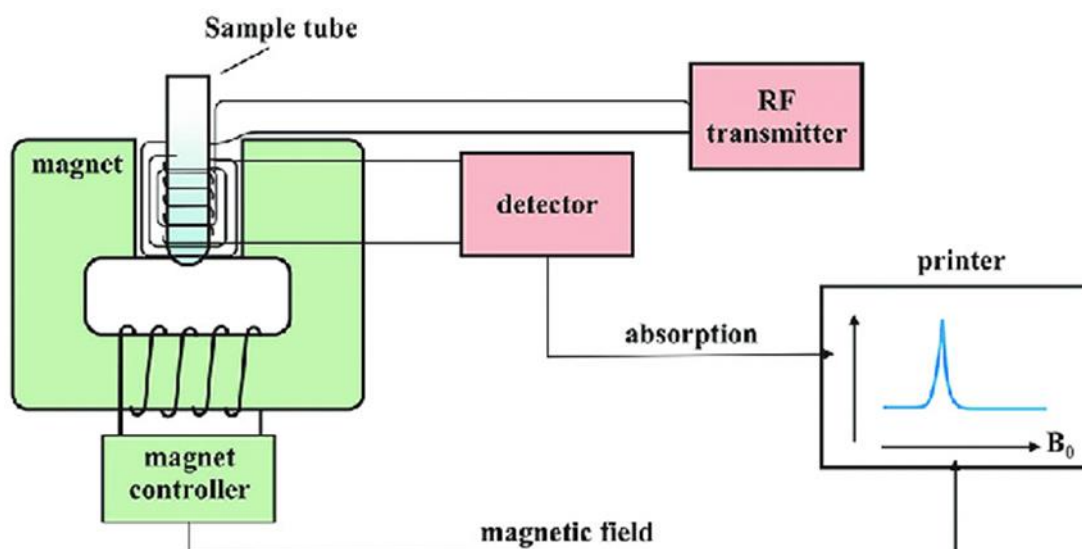 Sample tube
RF
transmitter
magnet
detector
printer
absorption
B₀
magnet
controller
magnetic field